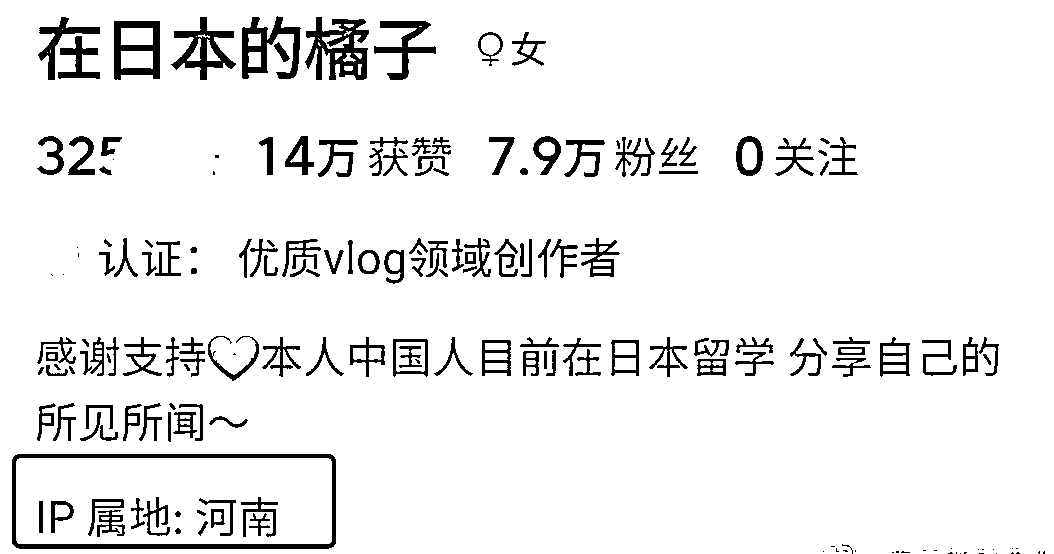 在日本的橘子 ♀女
325 14万获赞 7.9万粉丝 0关注
认证： 优质vlog领域创作者
感谢支持♡本人中国人目前在日本留学 分享自己的
所见所闻～
IP 属地: 河南